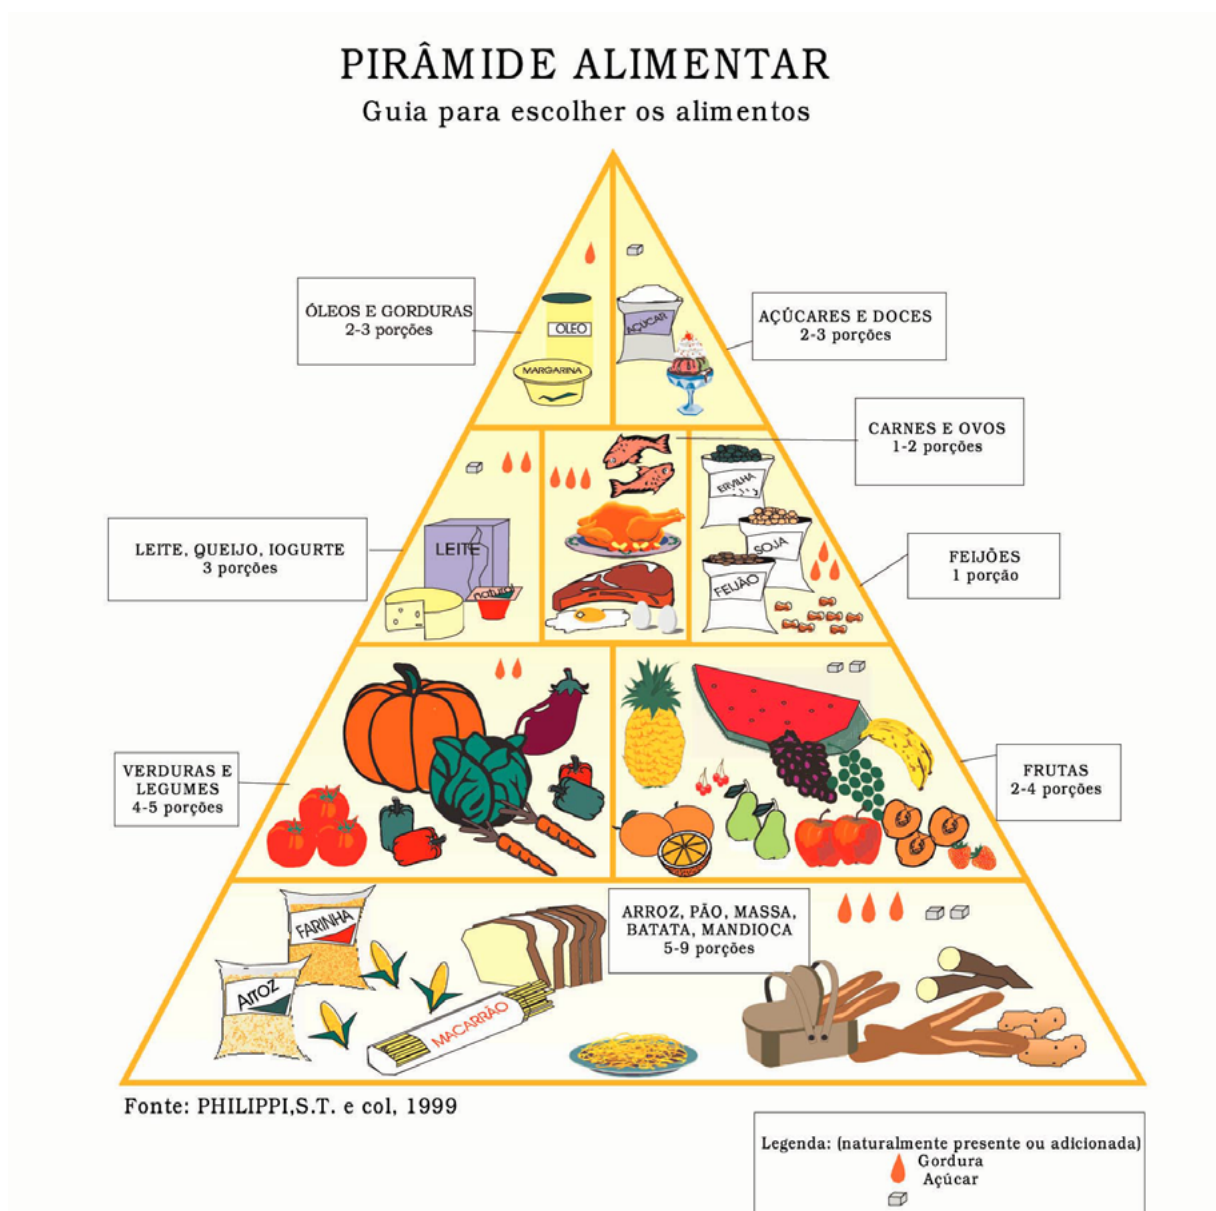 PIRÂMIDE ALIMENTAR
Guia para escolher os alimentos
ÓLEOS E GORDURAS
2-3 porções
ÓLEO
MARGARINA
AÇÚCAR
AÇÚCARES E DOCES
2-3 porções
CARNES E OVOS
1-2 porções
LEITE, QUEIJO, IOGURTE
3 porções
LEITE
natural
ERVILHA
SOJA
FEIJÃO
FEIJÕES
1 porção
VERDURAS E
LEGUMES
4-5 porções
FRUTAS
2-4 porções
FARINHA
Arroz
MACARRÃO
ARROZ, PÃO, MASSA,
BATATA, MANDIOCA
5-9 porções
Fonte: PHILIPPI,S.T. e col, 1999
Legenda: (naturalmente presente ou adicionada)
Gordura
Açúcar